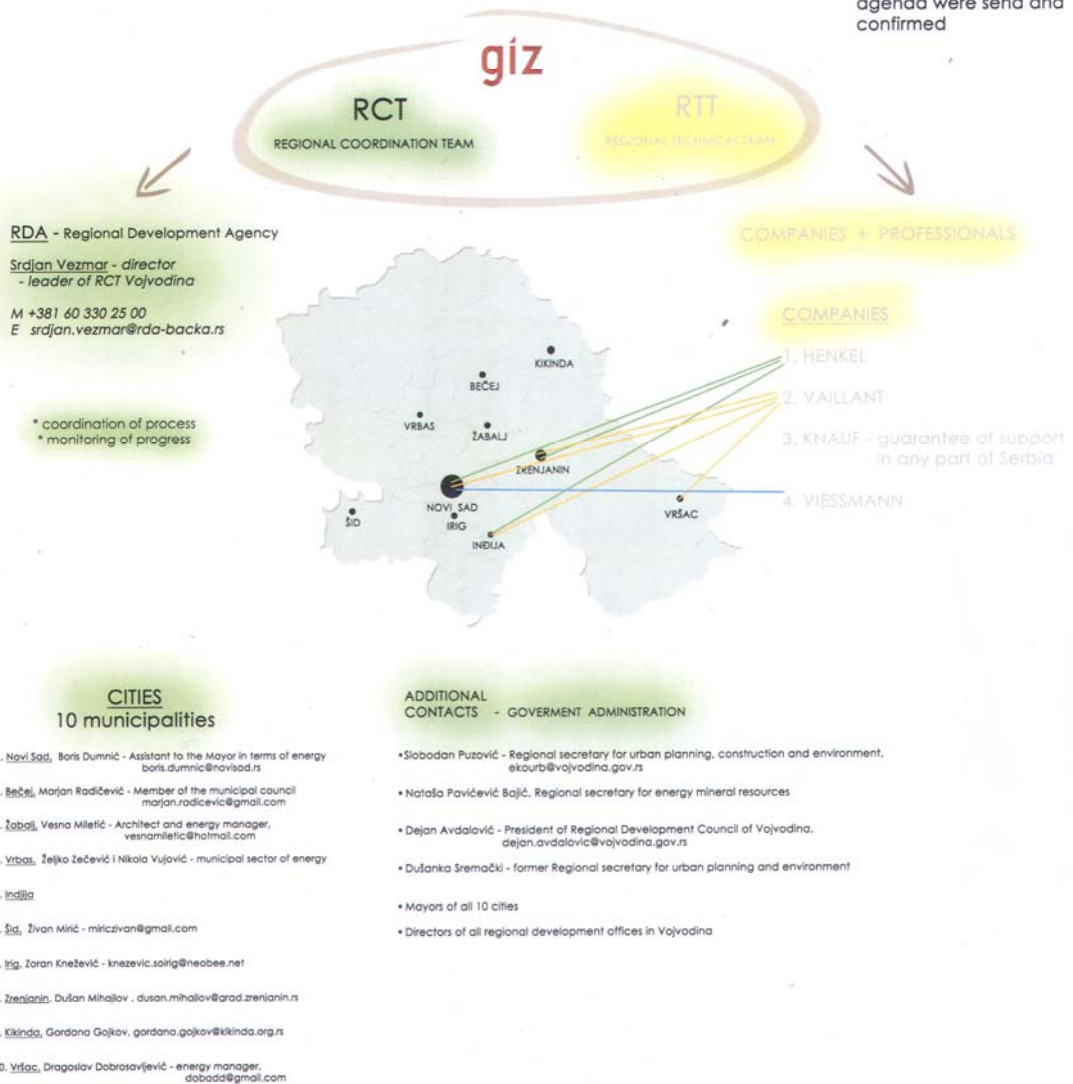 agenda were send and
confirmed
giz
RCT
REGIONAL COORDINATION TEAM
RTT
REGIONAL TECHNICAL TEAM
RDA - Regional Development Agency
Srdjan Vezmar - director
- leader of RCT Vojvodina
M +381 60 330 25 00
E srdjan.vezmar@rda-backa.rs
* coordination of process
* monitoring of progress
COMPANIES + PROFESSIONALS
COMPANIES
1. HENKEL
2. VAILLANT
3. KNAUF - guarantee of support
in any part of Serbia
4. VIESSMANN
KIKINDA
BEČEJ
VRBAS
ŽABALJ
ZRENJANIN
NOVI SAD
ŠID
IRIG
INĐIJA
VRŠAC
CITIES
10 municipalities
. Novi Sad, Boris Dumnić - Assistant to the Mayor in terms of energy
boris.dumnic@novisad.rs
. Bečej, Marjan Radičević - Member of the municipal council
marjan.radicevic@gmail.com
. Žabalj, Vesna Miletić - Architect and energy manager,
vesnamiletic@hotmail.com
. Vrbas, Željko Zečević i Nikola Vujović - municipal sector of energy
. Indjija
. Šid, Živan Mirić - miriczivan@gmail.com
. Irig, Zoran Knežević - knezevic.soirig@neobee.net
. Zrenjanin, Dušan Mihajlov . dusan.mihajlov@grad.zrenjanin.rs
. Kikinda, Gordana Gojkov, gordana.gojkov@kikinda.org.rs
0. Vršac, Dragoslav Dobrosavljević - energy manager,
dobadd@gmail.com
ADDITIONAL
CONTACTS - GOVERMENT ADMINISTRATION
•Slobodan Puzović - Regional secretary for urban planning, construction and environment,
ekourb@vojvodina.gov.rs
• Nataša Pavićević Bajić, Regional secretary for energy mineral resources
• Dejan Avdalović - President of Regional Development Council of Vojvodina,
dejan.avdalovic@vojvodina.gov.rs
• Dušanka Sremački - former Regional secretary for urban planning and environment
• Mayors of all 10 cities
• Directors of all regional development offices in Vojvodina